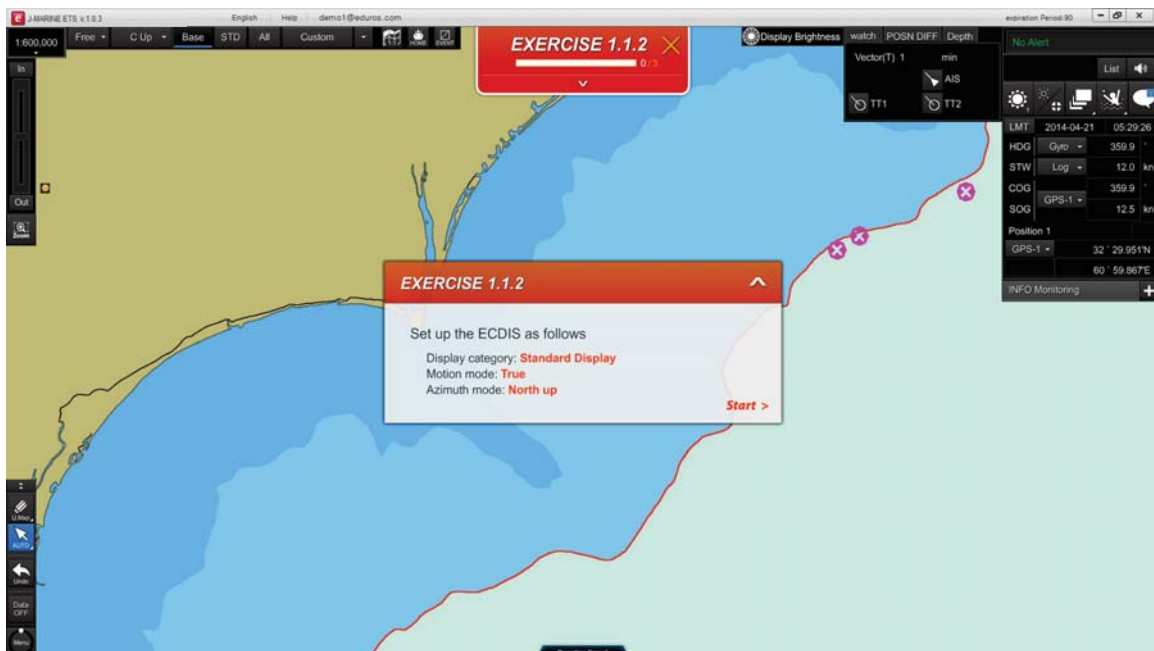 J-MARINE ETS v.1.0.3 English Help demo1@eduros.com expiration Period:90
1:600,000 Free C Up Base STD All Custom HOME EVENT
EXERCISE 1.1.2
0/3
Display Brightness watch POSN DIFF Depth
Vector(T) 1 min
AIS
TT1 TT2
No Alert
List
LMT 2014-04-21 05:29:26
HDG Gyro 359.9 °
STW Log 12.0 kn
COG 359.9 °
GPS-1
SOG 12.5 kn
Position 1
GPS-1 32 ° 29.951'N
60 ° 59.867'E
INFO Monitoring
In
Out
Zoom
EXERCISE 1.1.2
Set up the ECDIS as follows
Display category: Standard Display
Motion mode: True
Azimuth mode: North up
Start >
U.Map
AUTO
Undo
Data
OFF
Menu